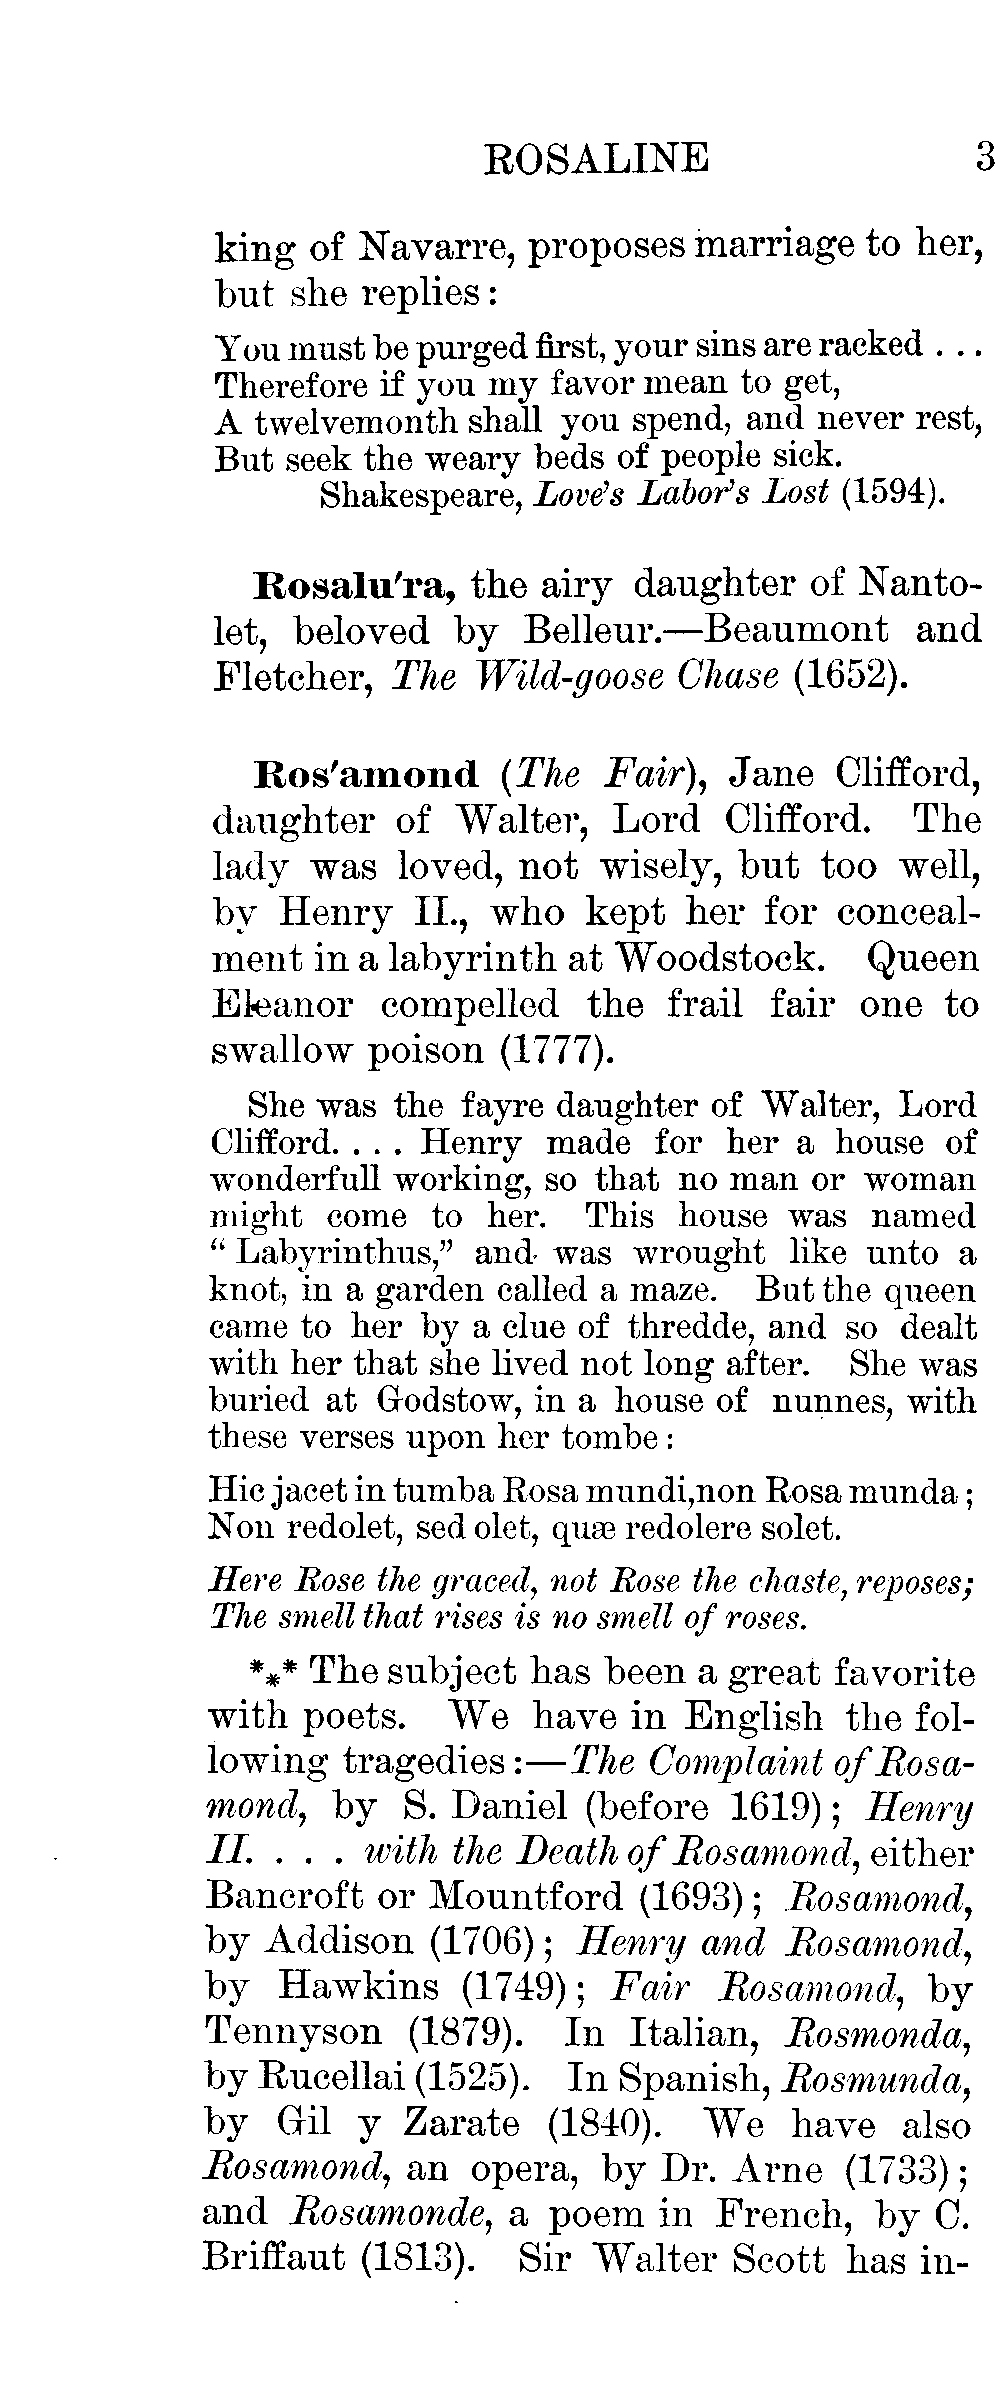 ROSALINE 3
king of Navarre, proposes marriage to her,
but she replies:
You must be purged first, your sins are racked . . .
Therefore if you my favor mean to get,
A twelvemonth shall you spend, and never rest,
But seek the weary beds of people sick.
Shakespeare, Love's Labor's Lost (1594).
Rosalu'ra, the airy daughter of Nanto-
let, beloved by Belleur.—Beaumont and
Fletcher, The Wild-goose Chase (1652).
Ros'amond (The Fair), Jane Clifford,
daughter of Walter, Lord Clifford. The
lady was loved, not wisely, but too well,
by Henry II., who kept her for conceal-
ment in a labyrinth at Woodstock. Queen
Eleanor compelled the frail fair one to
swallow poison (1777).
She was the fayre daughter of Walter, Lord
Clifford. . . . Henry made for her a house of
wonderfull working, so that no man or woman
might come to her. This house was named
“Labyrinthus,” and was wrought like unto a
knot, in a garden called a maze. But the queen
came to her by a clue of thredde, and so dealt
with her that she lived not long after. She was
buried at Godstow, in a house of nunnes, with
these verses upon her tombe:
Hic jacet in tumba Rosa mundi,non Rosa munda;
Non redolet, sed olet, quæ redolere solet.
Here Rose the graced, not Rose the chaste, reposes;
The smell that rises is no smell of roses.
*** The subject has been a great favorite
with poets. We have in English the fol-
lowing tragedies:—The Complaint of Rosa-
mond, by S. Daniel (before 1619); Henry
II. . . . with the Death of Rosamond, either
Bancroft or Mountford (1693); Rosamond,
by Addison (1706); Henry and Rosamond,
by Hawkins (1749); Fair Rosamond, by
Tennyson (1879). In Italian, Rosmonda,
by Rucellai (1525). In Spanish, Rosmunda,
by Gil y Zarate (1840). We have also
Rosamond, an opera, by Dr. Arne (1733);
and Rosamonde, a poem in French, by C.
Briffaut (1813). Sir Walter Scott has in-